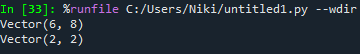 In [33]: %runfile C:/Users/Niki/untitled1.py --wdir
Vector(6, 8)
Vector(2, 2)